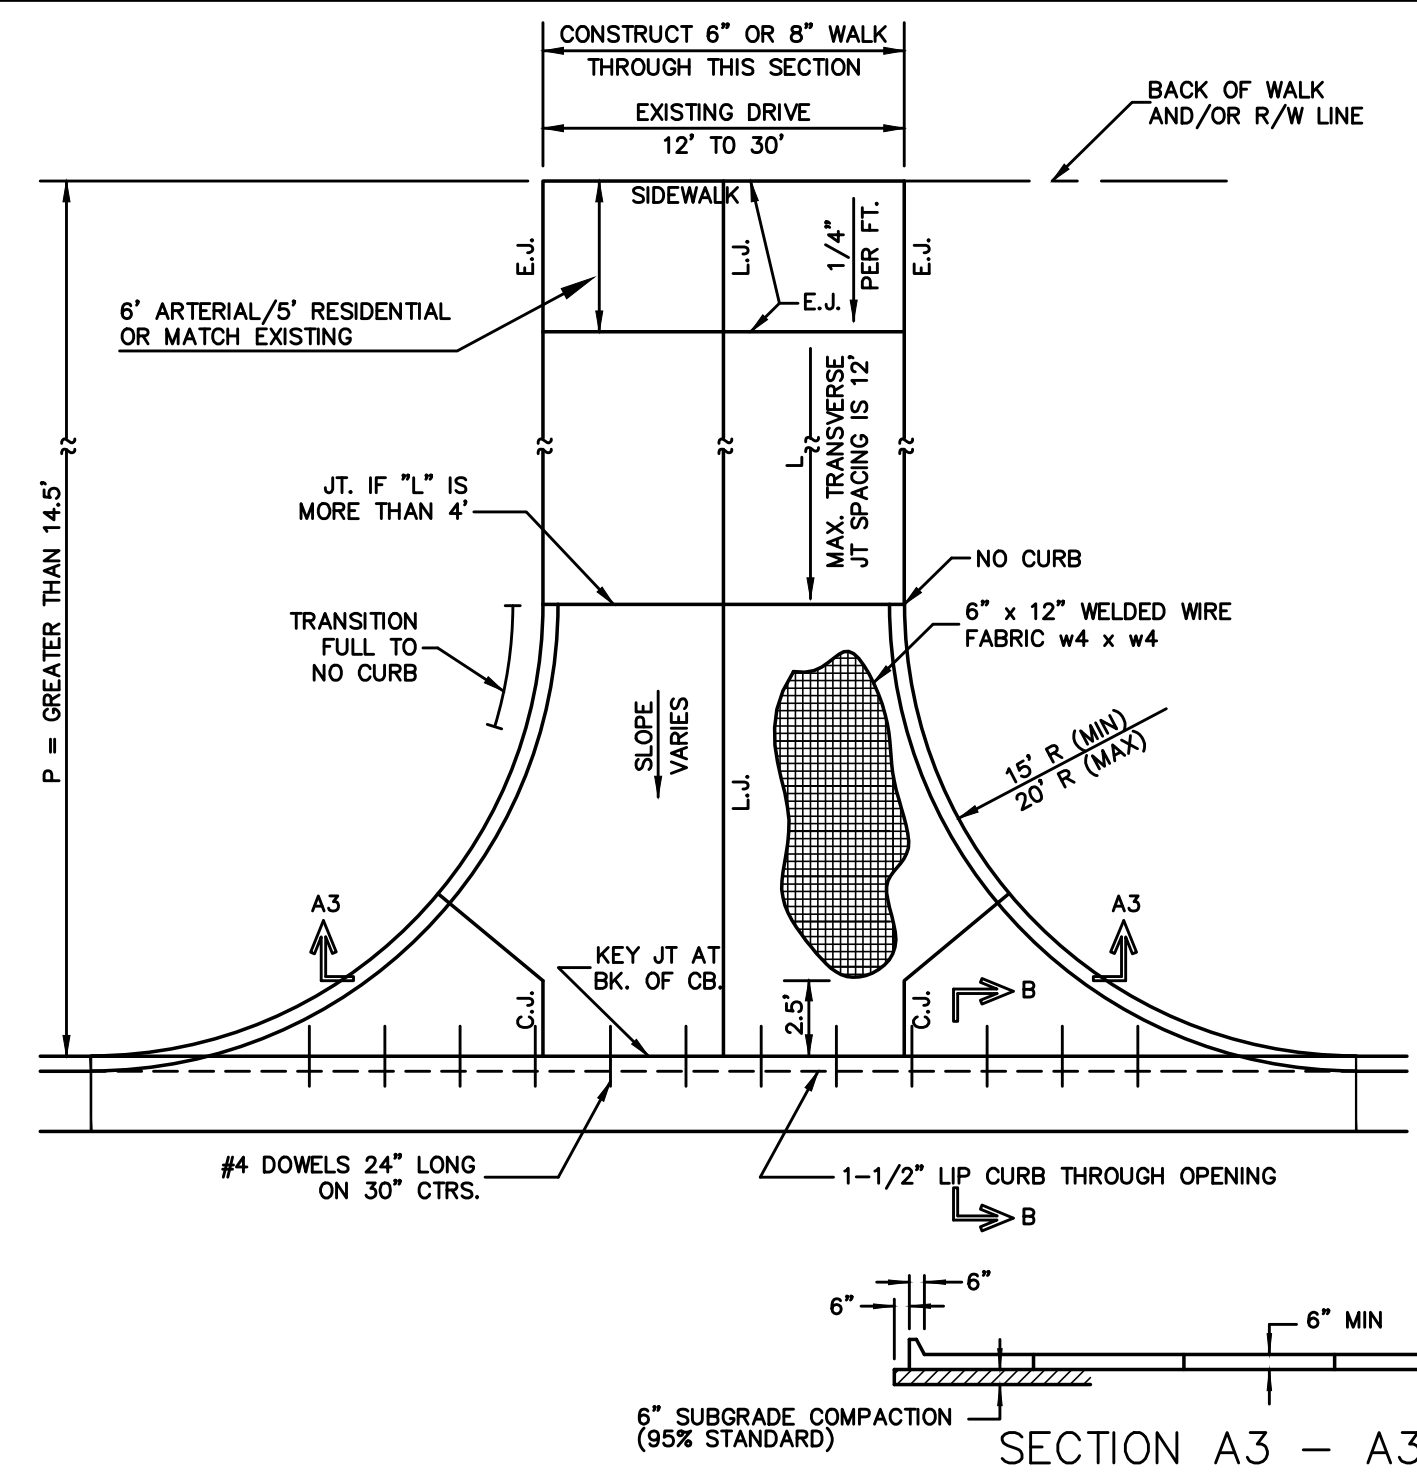 CONSTRUCT 6" OR 8" WALK
THROUGH THIS SECTION
EXISTING DRIVE
12' TO 30'
BACK OF WALK
AND/OR R/W LINE
SIDEWALK
E.J.
L.J.
1/4"
PER FT.
E.J.
E.J.
6' ARTERIAL/5' RESIDENTIAL
OR MATCH EXISTING
L
MAX. TRANSVERSE
JT SPACING IS 12'
JT. IF "L" IS
MORE THAN 4'
P = GREATER THAN 14.5'
NO CURB
6" x 12" WELDED WIRE
FABRIC w4 x w4
TRANSITION
FULL TO
NO CURB
SLOPE
VARIES
L.J.
15' R (MIN)
20' R (MAX)
A3
A3
KEY JT AT
BK. OF CB.
C.J.
2.5'
C.J.
B
#4 DOWELS 24" LONG
ON 30" CTRS.
1-1/2" LIP CURB THROUGH OPENING
B
6"
6"
6" MIN
6" SUBGRADE COMPACTION
(95% STANDARD)
SECTION A3 - A3